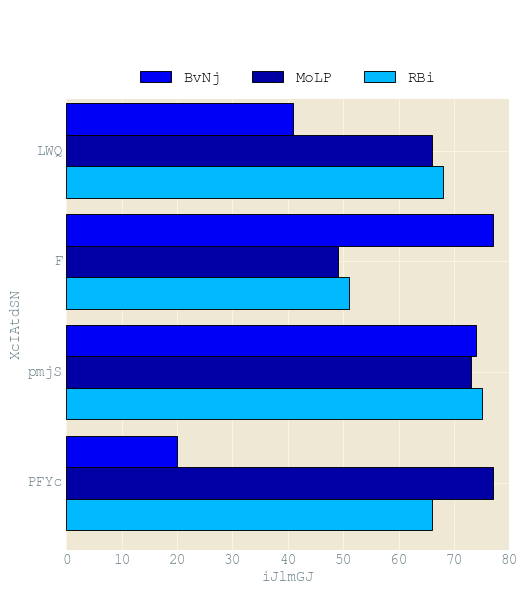 BvNj MoLP RBi
LWQ
F
pmjS
PFYc
XcIAtdSN
0 10 20 30 40 50 60 70 80
iJlmGJ